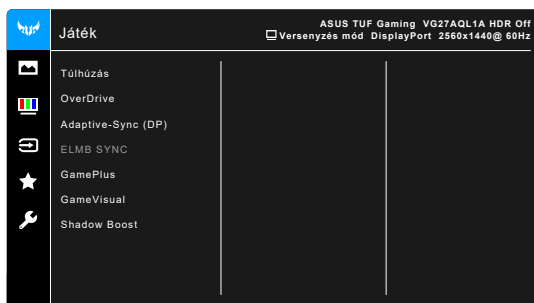 Játék
ASUS TUF Gaming VG27AQL1A HDR Off
Versenyzés mód DisplayPort 2560x1440@ 60Hz
Túlhúzás
OverDrive
Adaptive-Sync (DP)
ELMB SYNC
GamePlus
GameVisual
Shadow Boost